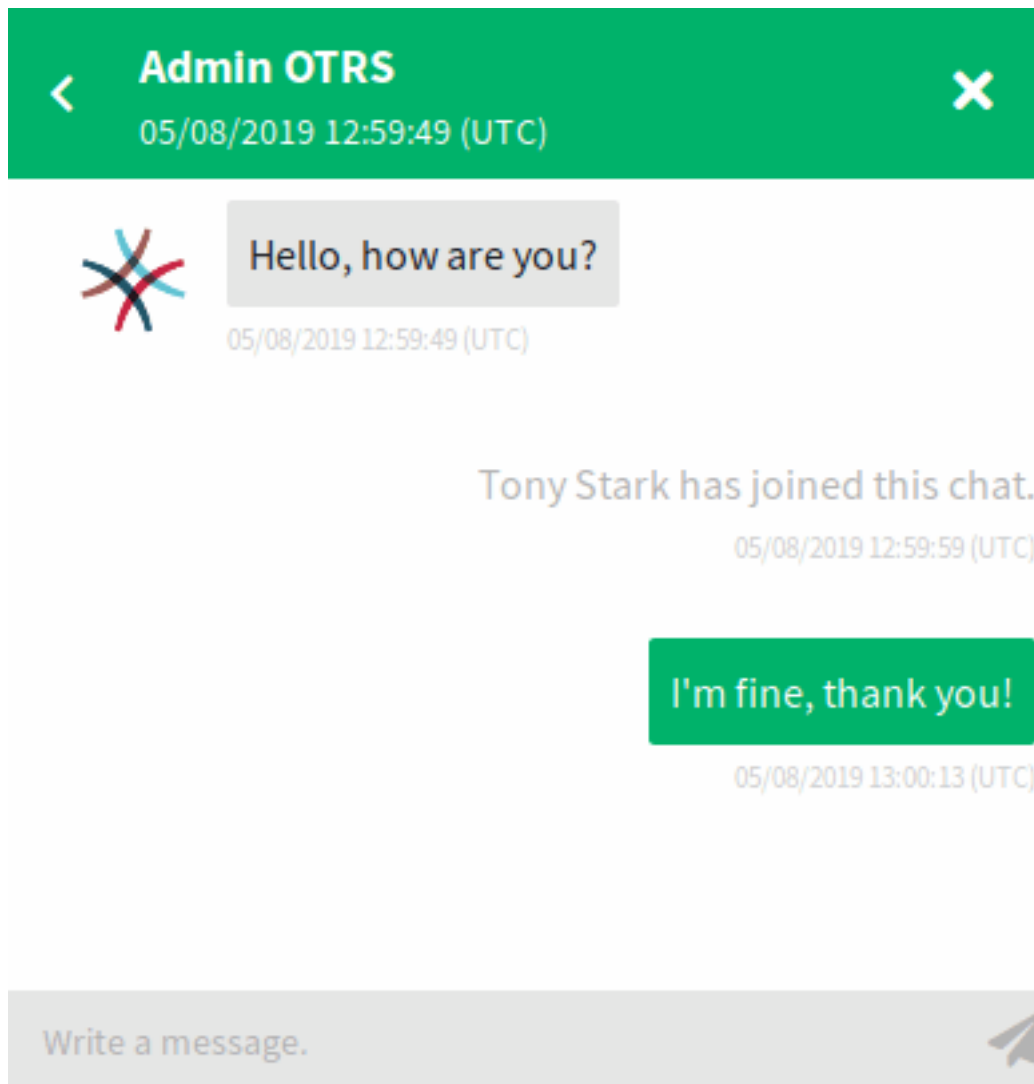 Admin OTRS
05/08/2019 12:59:49 (UTC)
Hello, how are you?
05/08/2019 12:59:49 (UTC)
Tony Stark has joined this chat.
05/08/2019 12:59:59 (UTC)
I'm fine, thank you!
05/08/2019 13:00:13 (UTC)
Write a message.